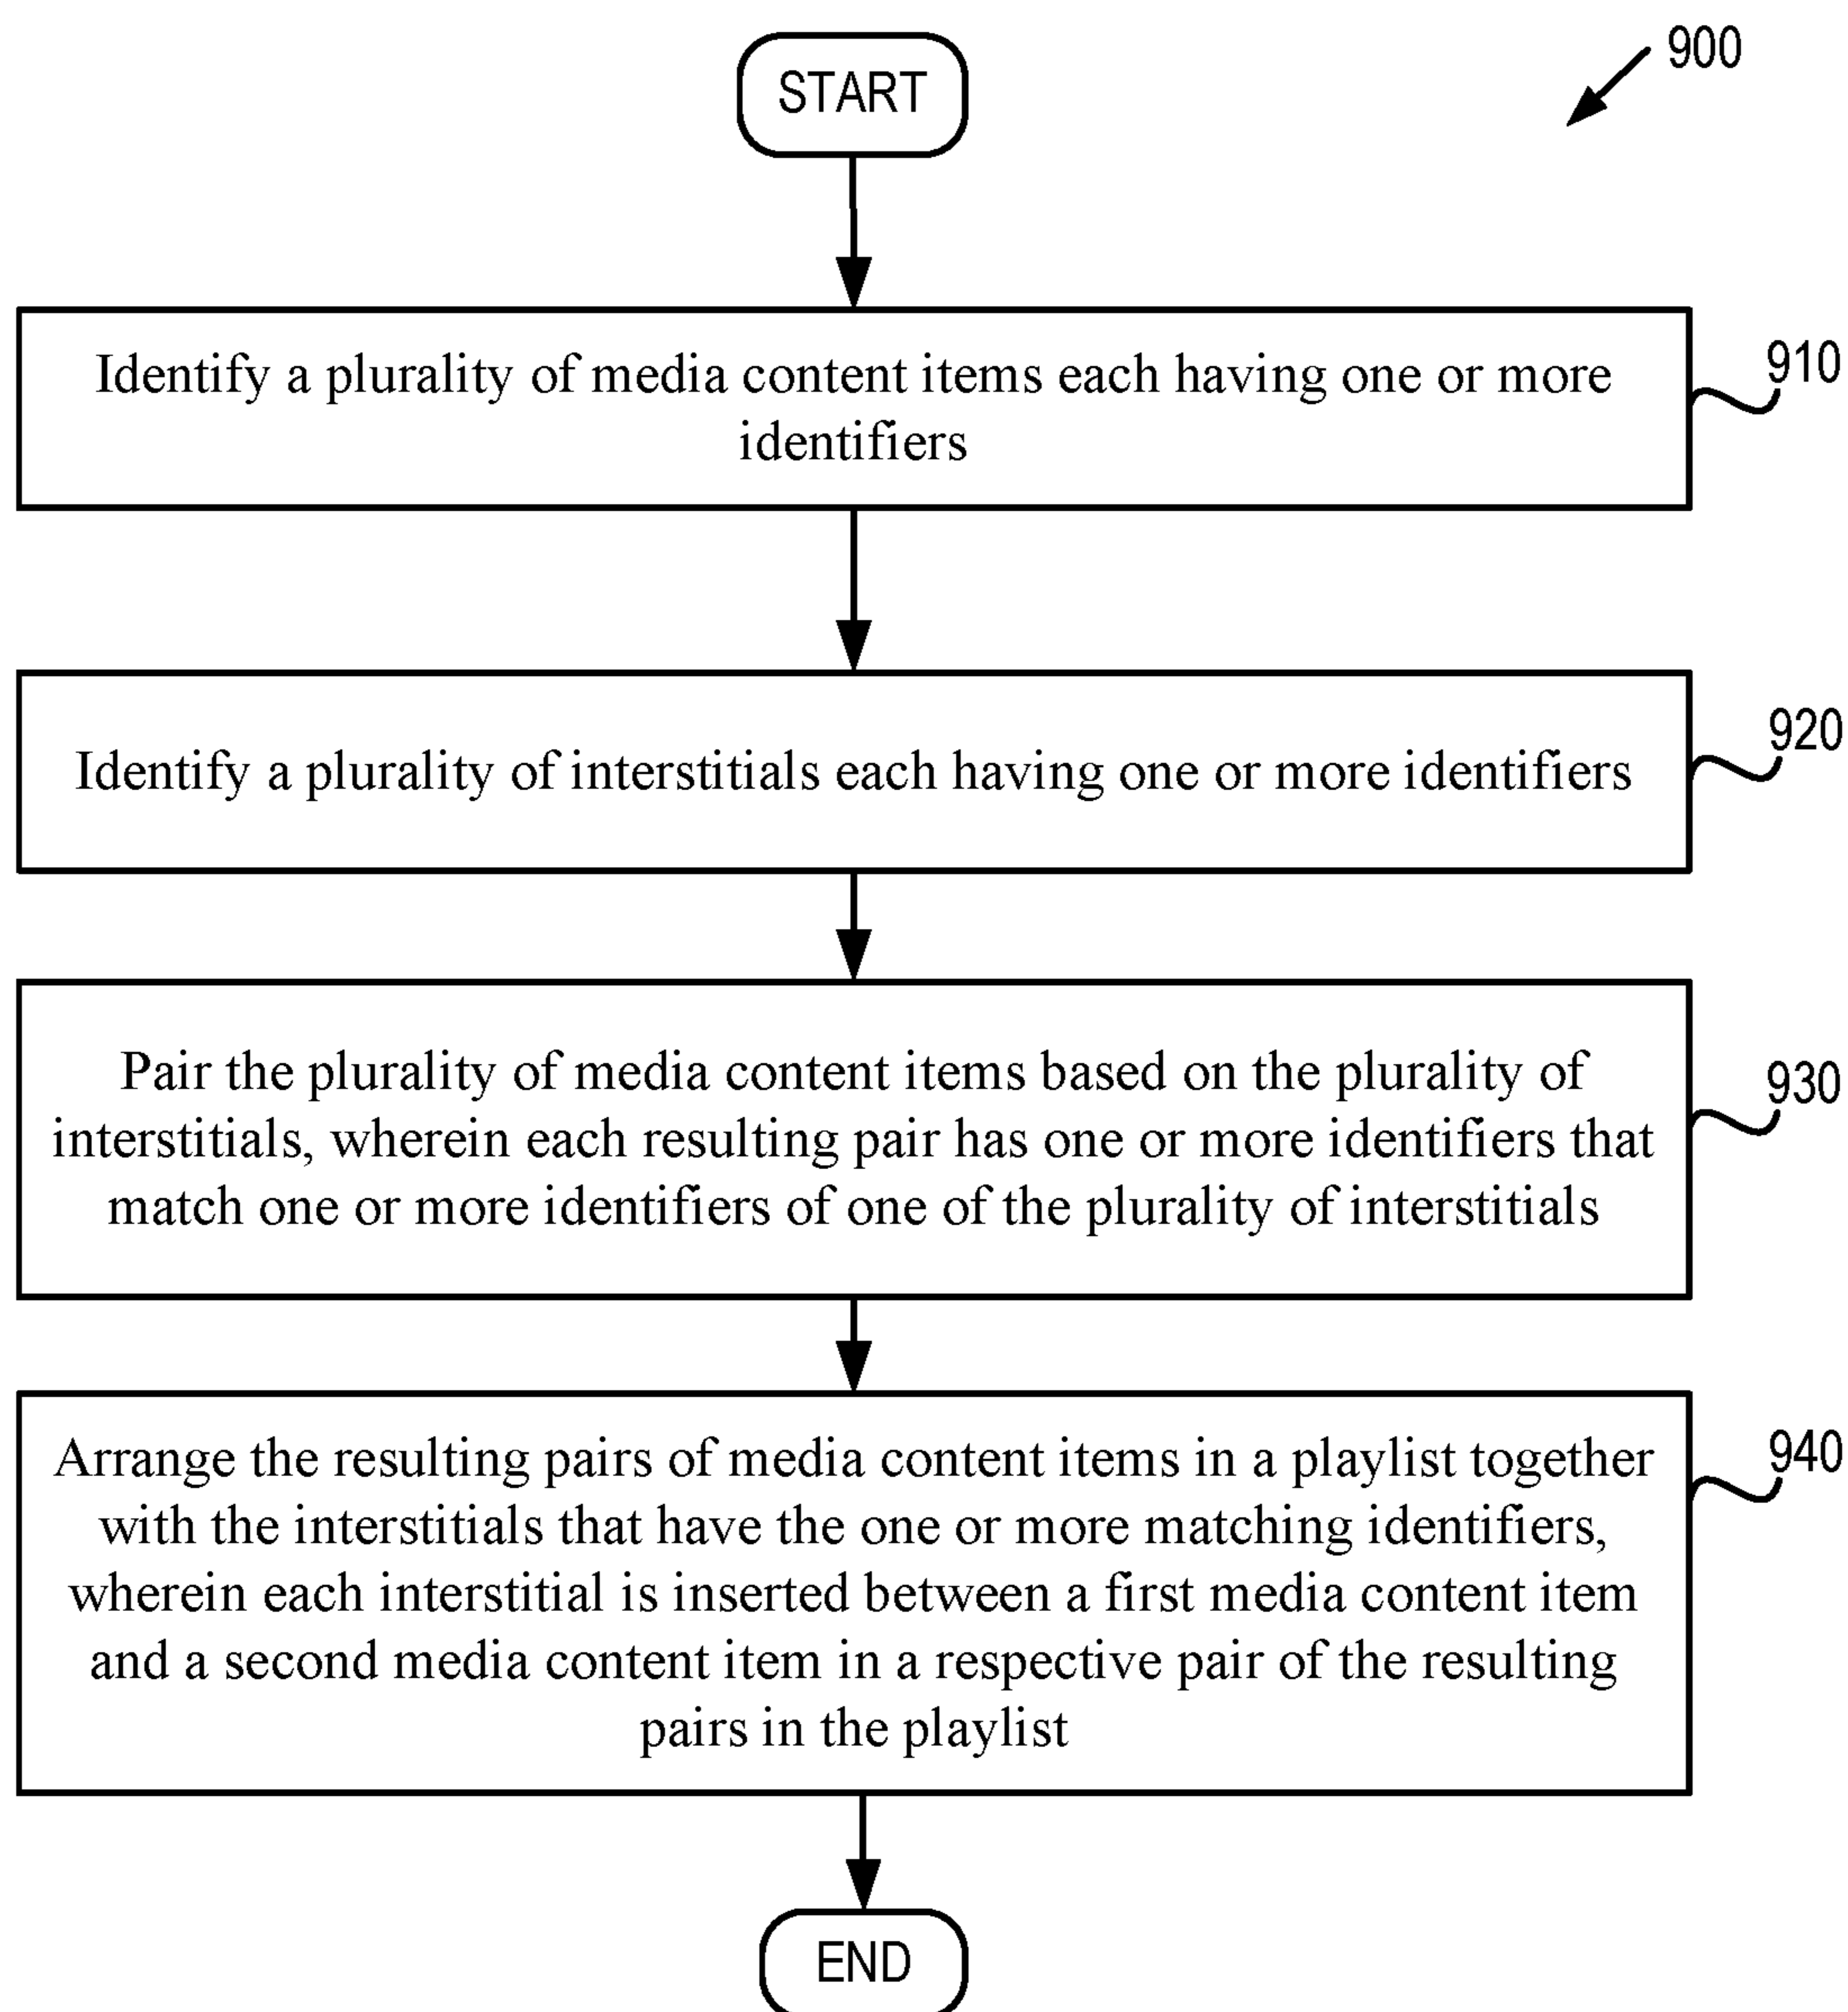 START
900
Identify a plurality of media content items each having one or more
identifiers
910
Identify a plurality of interstitials each having one or more identifiers
920
Pair the plurality of media content items based on the plurality of
interstitials, wherein each resulting pair has one or more identifiers that
match one or more identifiers of one of the plurality of interstitials
930
Arrange the resulting pairs of media content items in a playlist together
with the interstitials that have the one or more matching identifiers,
wherein each interstitial is inserted between a first media content item
and a second media content item in a respective pair of the resulting
pairs in the playlist
940
END